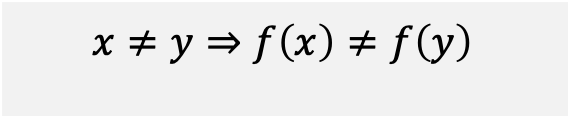 x ≠ y ⇒ f(x) ≠ f(y)